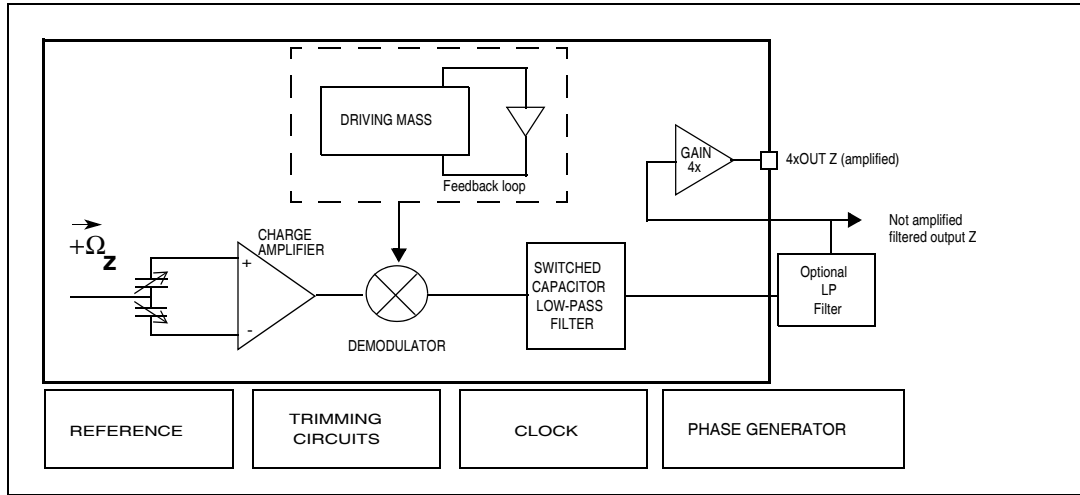 DRIVING MASS
Feedback loop
GAIN
4x
4xOUT Z (amplified)
Not amplified
filtered output Z
+Ω
z
CHARGE
AMPLIFIER
+
-
DEMODULATOR
SWITCHED
CAPACITOR
LOW-PASS
FILTER
Optional
LP
Filter
REFERENCE
TRIMMING
CIRCUITS
CLOCK
PHASE GENERATOR